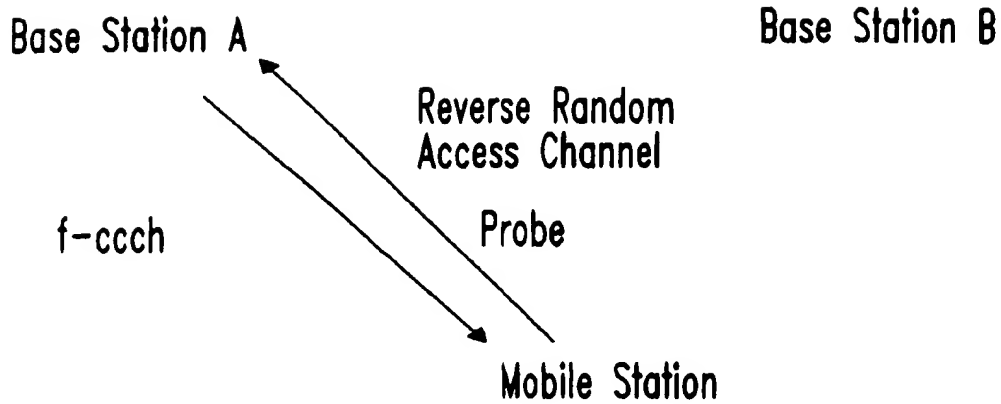 Base Station A
Base Station B
Reverse Random
Access Channel
f-ccch
Probe
Mobile Station